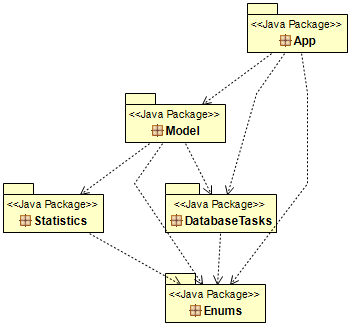 <<Java Package>>
App
<<Java Package>>
Model
<<Java Package>>
Statistics
<<Java Package>>
DatabaseTasks
<<Java Package>>
Enums